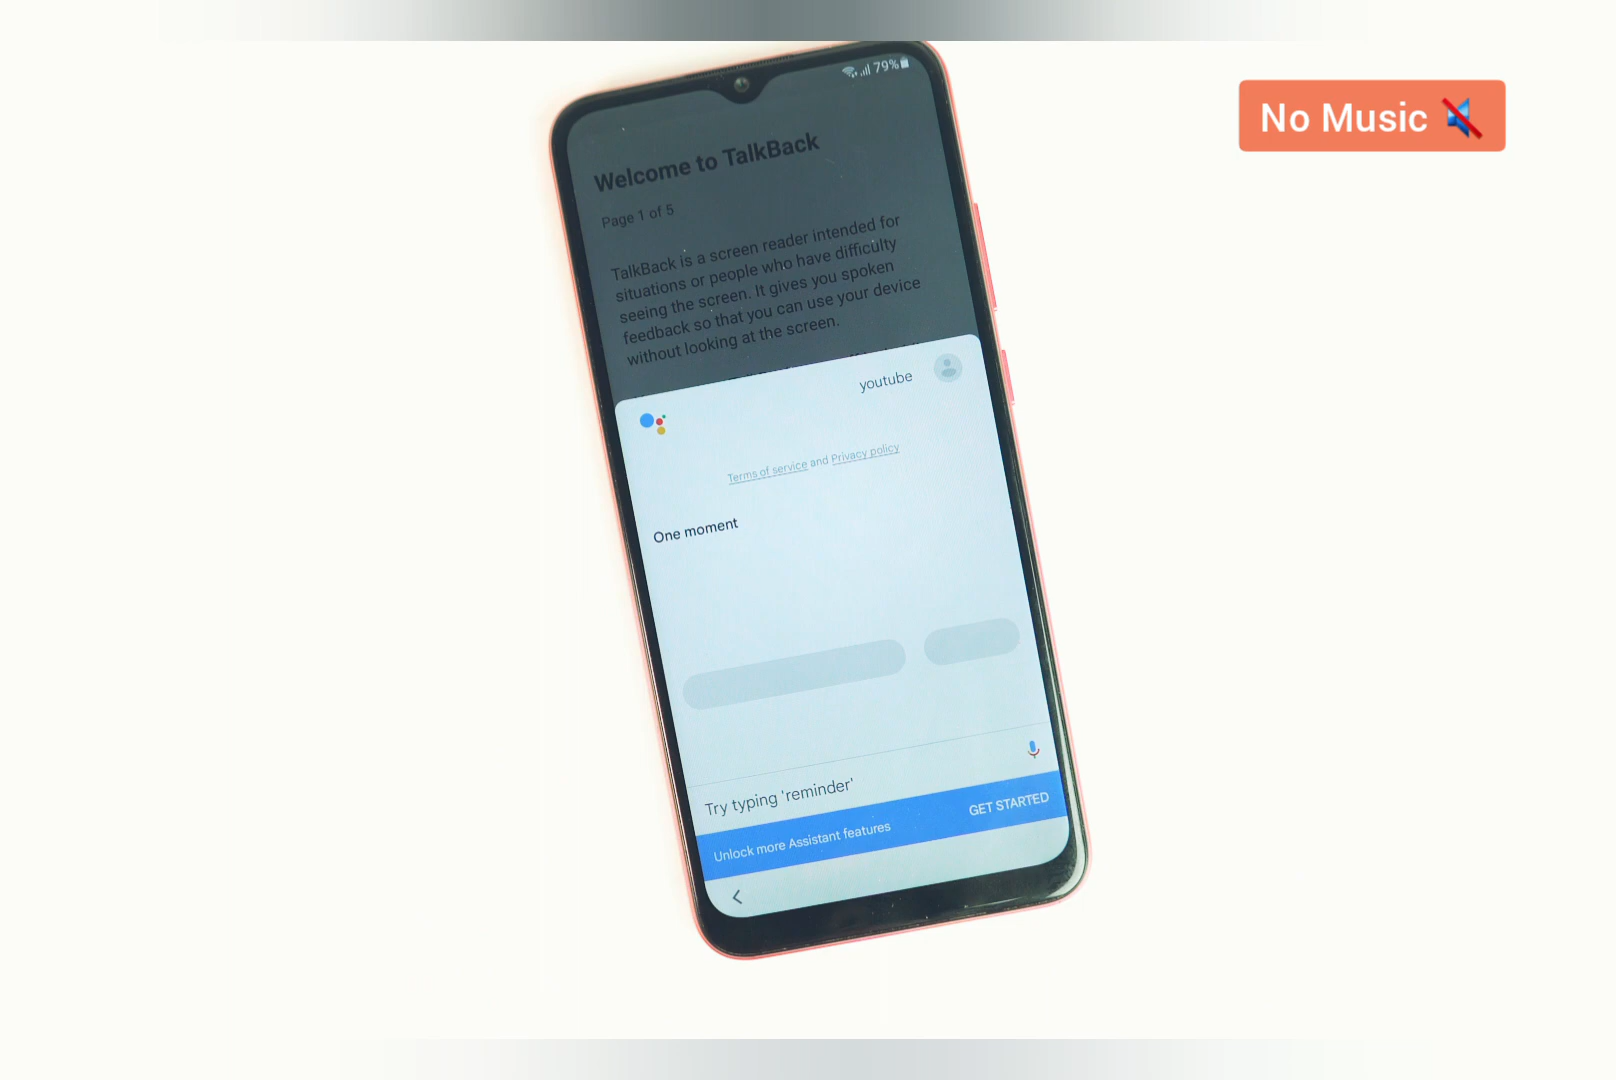 No Music
79%
Welcome to TalkBack
Page 1 of 5
TalkBack is a screen reader intended for
situations or people who have difficulty
seeing the screen. It gives you spoken
feedback so that you can use your device
without looking at the screen.
youtube
Terms of service and Privacy policy
One moment
Try typing 'reminder'
Unlock more Assistant features
GET STARTED